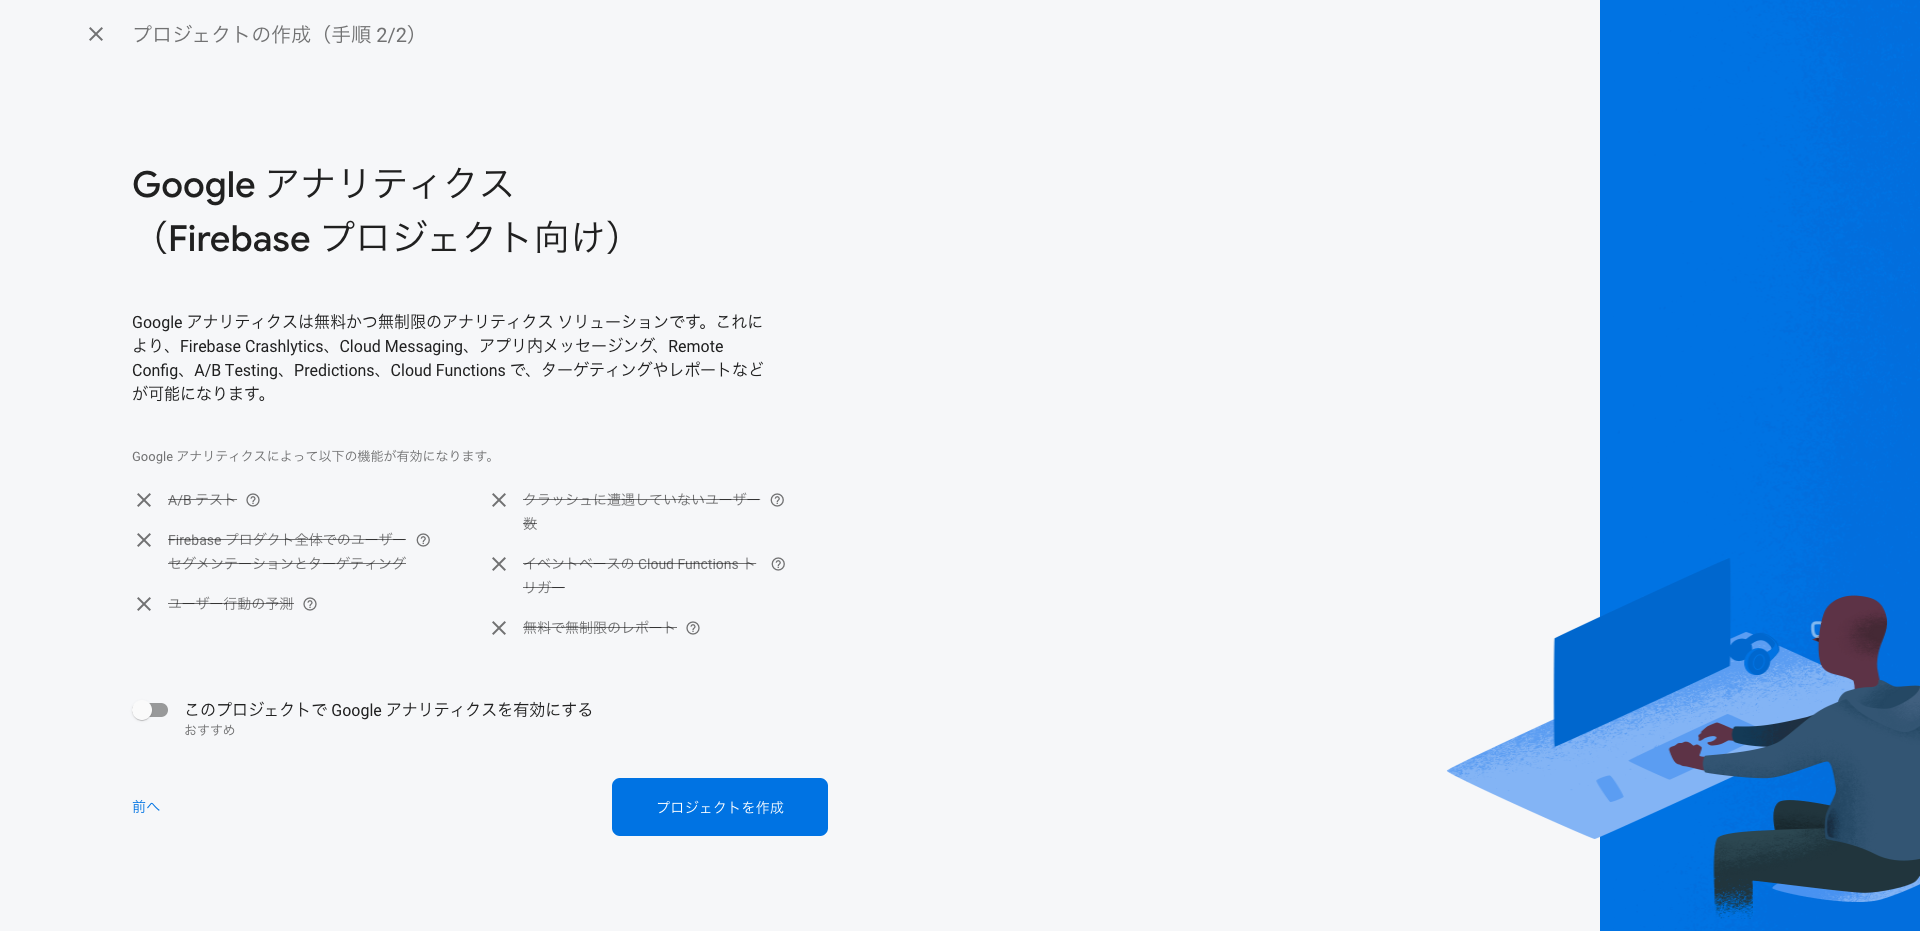 プロジェクトの作成（手順 2/2）
Google アナリティクス
（Firebase プロジェクト向け）
Google アナリティクスは無料かつ無制限のアナリティクス ソリューションです。これに
より、Firebase Crashlytics、Cloud Messaging、アプリ内メッセージング、Remote
Config、A/B Testing、Predictions、Cloud Functions で、ターゲティングやレポートなど
が可能になります。
Google アナリティクスによって以下の機能が有効になります。
A/B テスト
Firebase プロダクト全体でのユーザー
セグメンテーションとターゲティング
ユーザー行動の予測
クラッシュに遭遇していないユーザー
数
イベントベースの Cloud Functions ト
リガー
無料で無制限のレポート
このプロジェクトで Google アナリティクスを有効にする
おすすめ
前へ
プロジェクトを作成